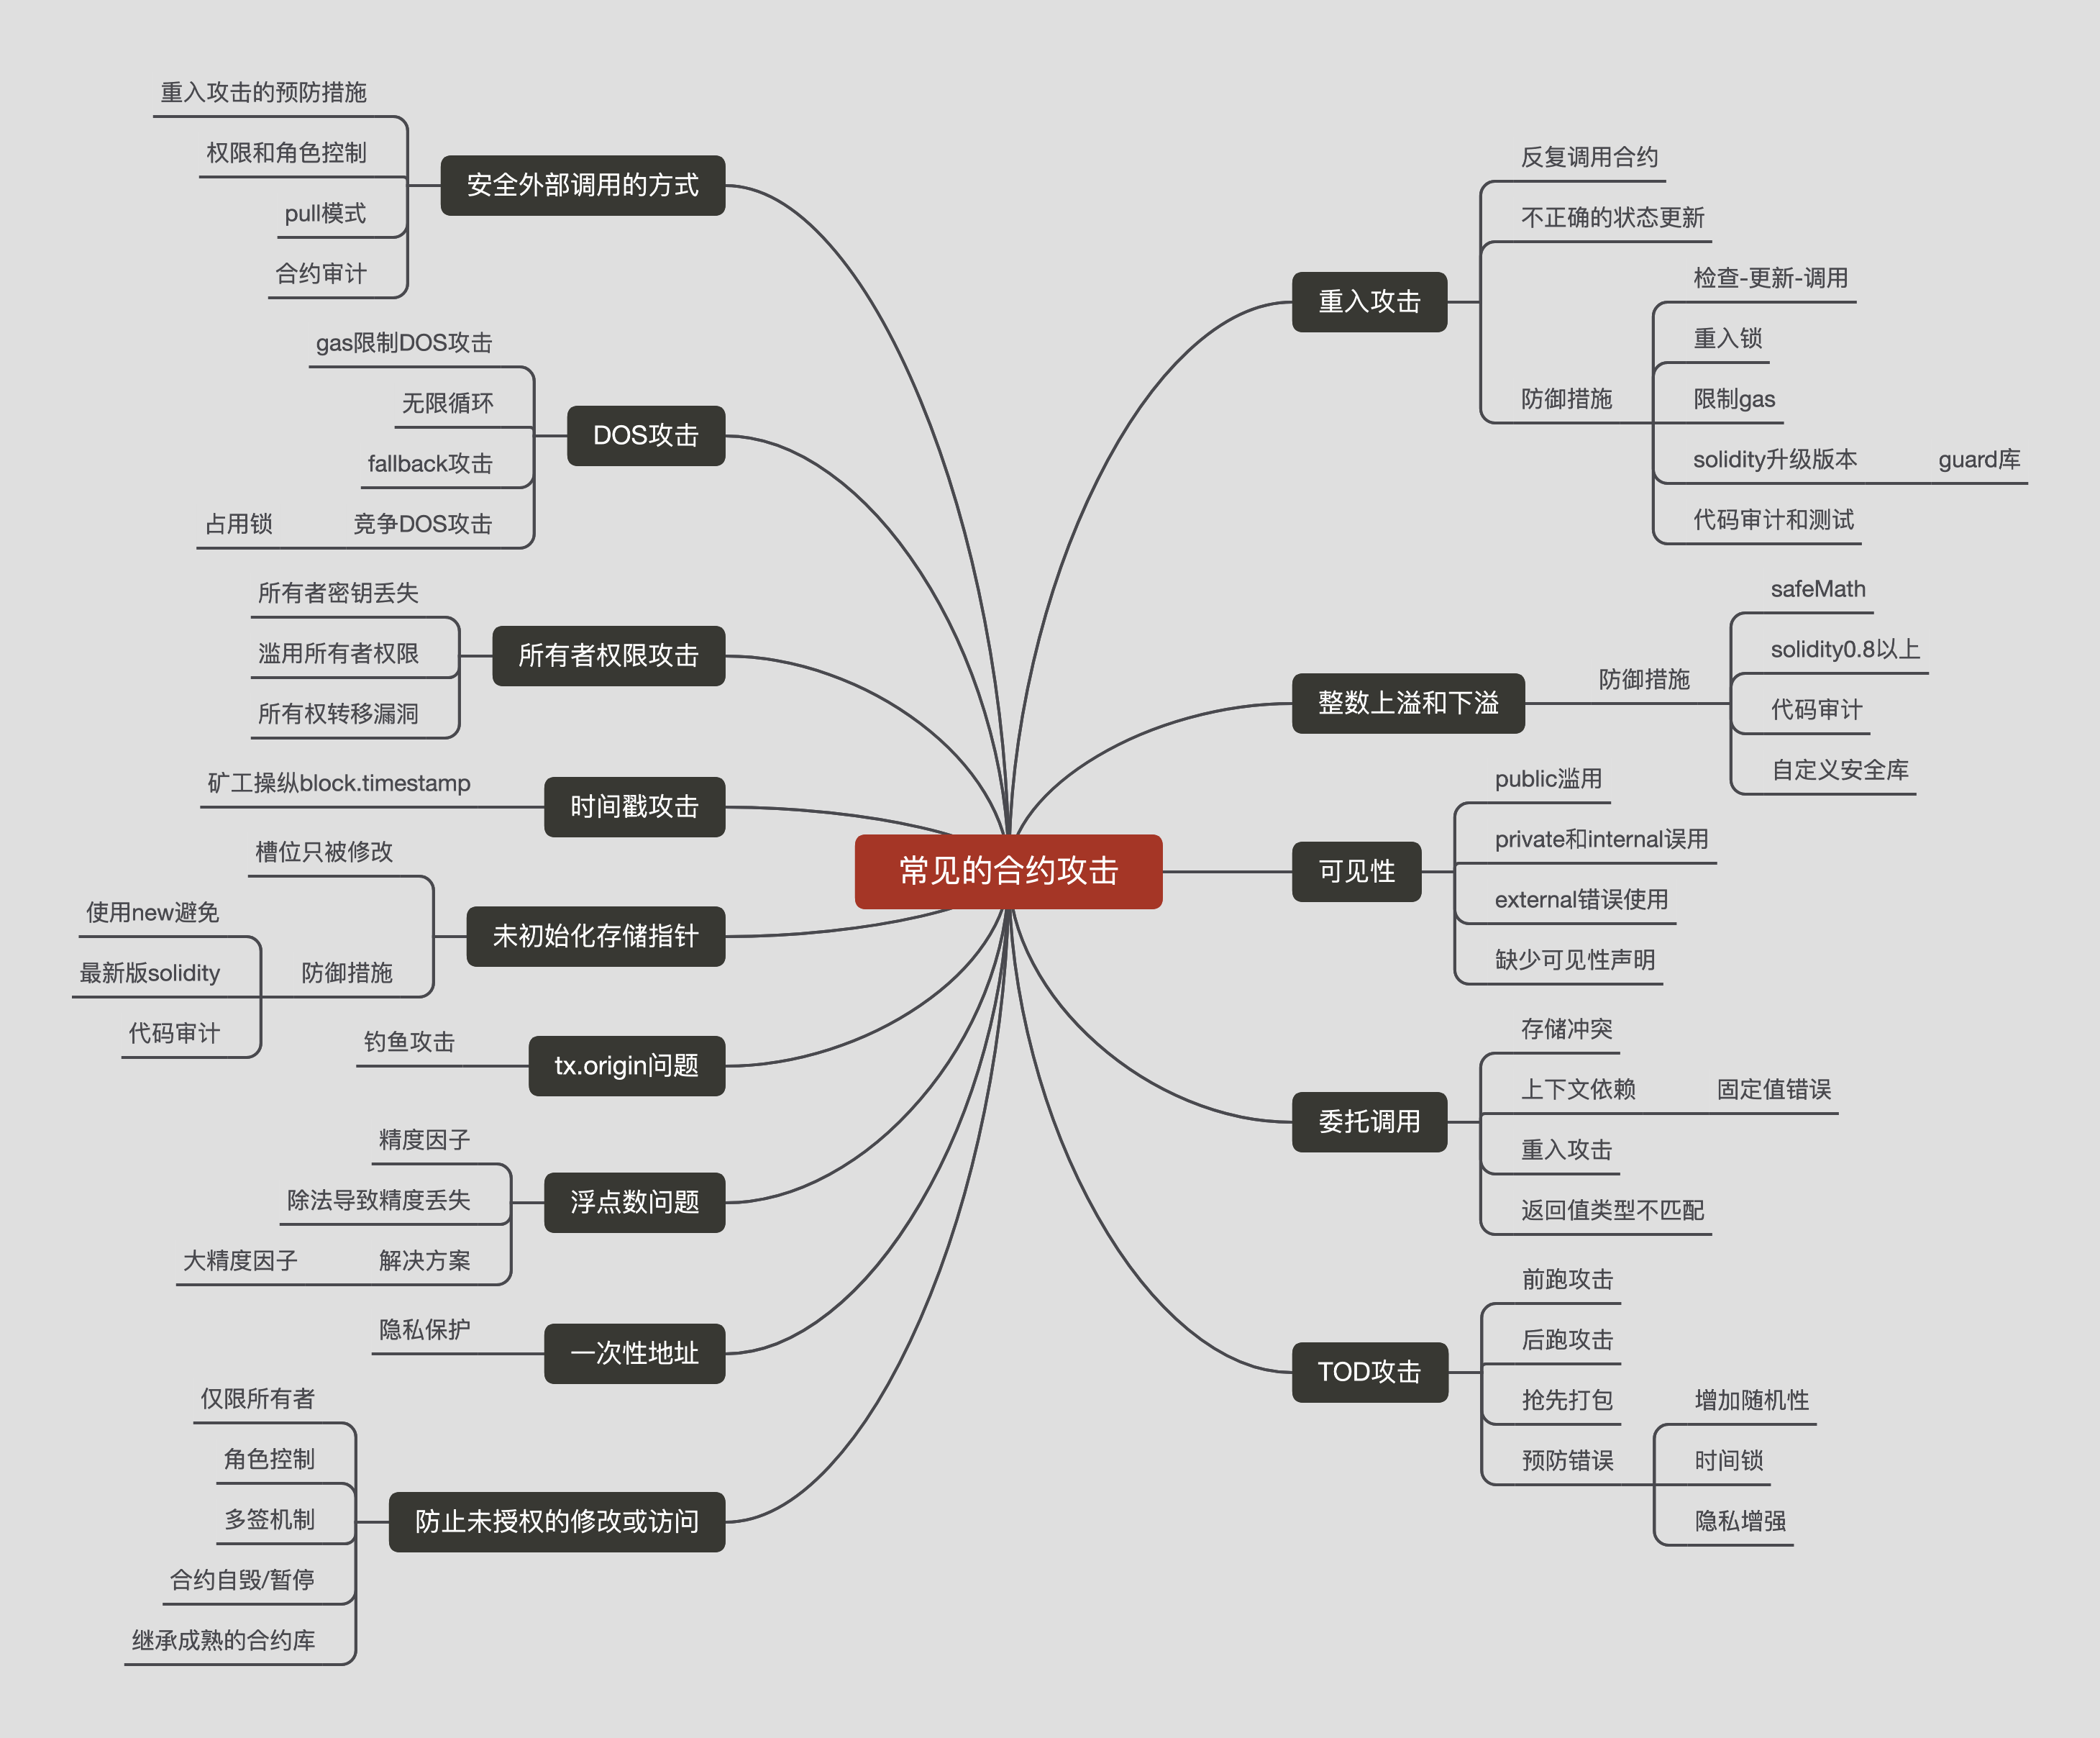 常见的合约攻击
重入攻击
反复调用合约
不正确的状态更新
防御措施
检查-更新-调用
重入锁
限制gas
solidity升级版本
guard库
代码审计和测试
整数上溢和下溢
防御措施
safeMath
solidity0.8以上
代码审计
自定义安全库
可见性
public滥用
private和internal误用
external错误使用
缺少可见性声明
委托调用
存储冲突
上下文依赖
固定值错误
重入攻击
返回值类型不匹配
TOD攻击
前跑攻击
后跑攻击
抢先打包
预防错误
增加随机性
时间锁
隐私增强
安全外部调用的方式
重入攻击的预防措施
权限和角色控制
pull模式
合约审计
DOS攻击
gas限制DOS攻击
无限循环
fallback攻击
竞争DOS攻击
占用锁
所有者权限攻击
所有者密钥丢失
滥用所有者权限
所有权转移漏洞
时间戳攻击
矿工操纵block.timestamp
未初始化存储指针
槽位只被修改
防御措施
使用new避免
最新版solidity
代码审计
tx.origin问题
钓鱼攻击
浮点数问题
精度因子
除法导致精度丢失
解决方案
大精度因子
一次性地址
隐私保护
防止未授权的修改或访问
仅限所有者
角色控制
多签机制
合约自毁/暂停
继承成熟的合约库